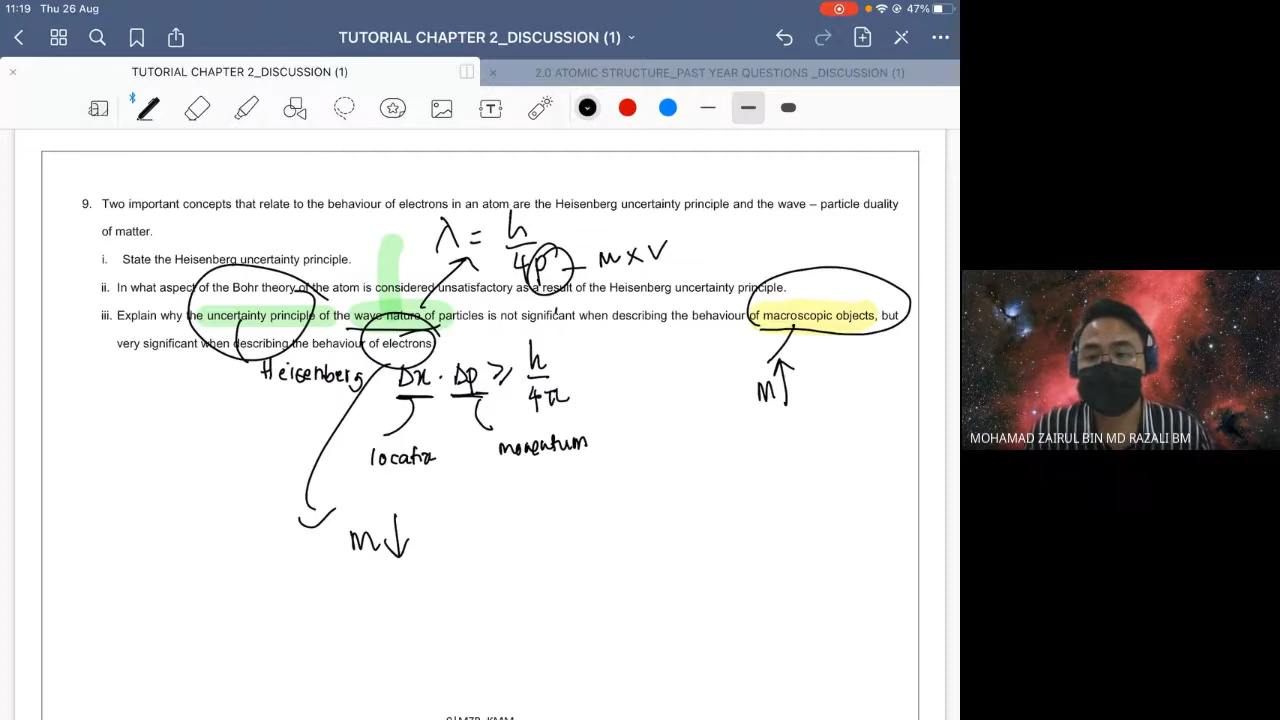 11:19 Thu 26 Aug
47%
TUTORIAL CHAPTER 2_DISCUSSION (1)
TUTORIAL CHAPTER 2_DISCUSSION (1)
2.0 ATOMIC STRUCTURE_PAST YEAR QUESTIONS _DISCUSSION (1)
9. Two important concepts that relate to the behaviour of electrons in an atom are the Heisenberg uncertainty principle and the wave – particle duality
of matter.
λ = h/4p – m x v
i. State the Heisenberg uncertainty principle.
ii. In what aspect of the Bohr theory of the atom is considered unsatisfactory as a result of the Heisenberg uncertainty principle.
iii. Explain why the uncertainty principle of the wave nature of particles is not significant when describing the behaviour of macroscopic objects, but
very significant when describing the behaviour of electrons.
Heisenberg Δx · Δp ≥ h/4π
m↑
momentum
m↓
MOHAMAD ZAIRUL BIN MD RAZALI BM